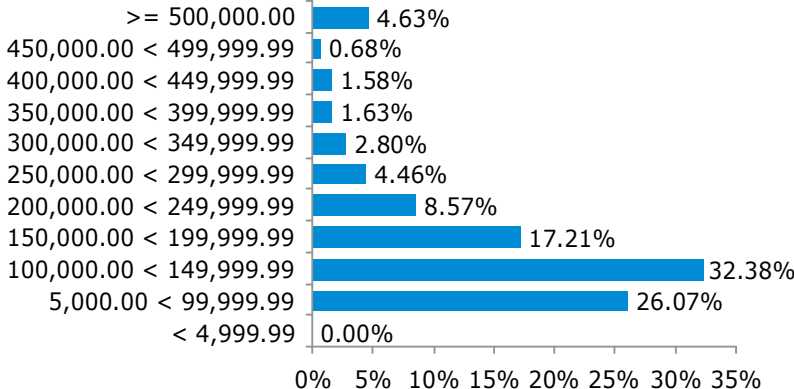 >= 500,000.00 4.63%
450,000.00 < 499,999.99 0.68%
400,000.00 < 449,999.99 1.58%
350,000.00 < 399,999.99 1.63%
300,000.00 < 349,999.99 2.80%
250,000.00 < 299,999.99 4.46%
200,000.00 < 249,999.99 8.57%
150,000.00 < 199,999.99 17.21%
100,000.00 < 149,999.99 32.38%
5,000.00 < 99,999.99 26.07%
< 4,999.99 0.00%
0% 5% 10% 15% 20% 25% 30% 35%